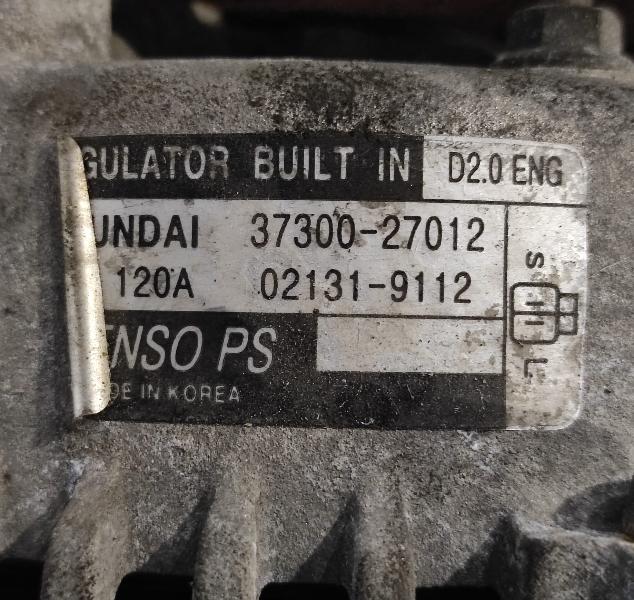 GULATOR BUILT IN D2.0 ENG
UNDAI 37300-27012
120A 02131-9112
S
L
ENSO PS
DE IN KOREA